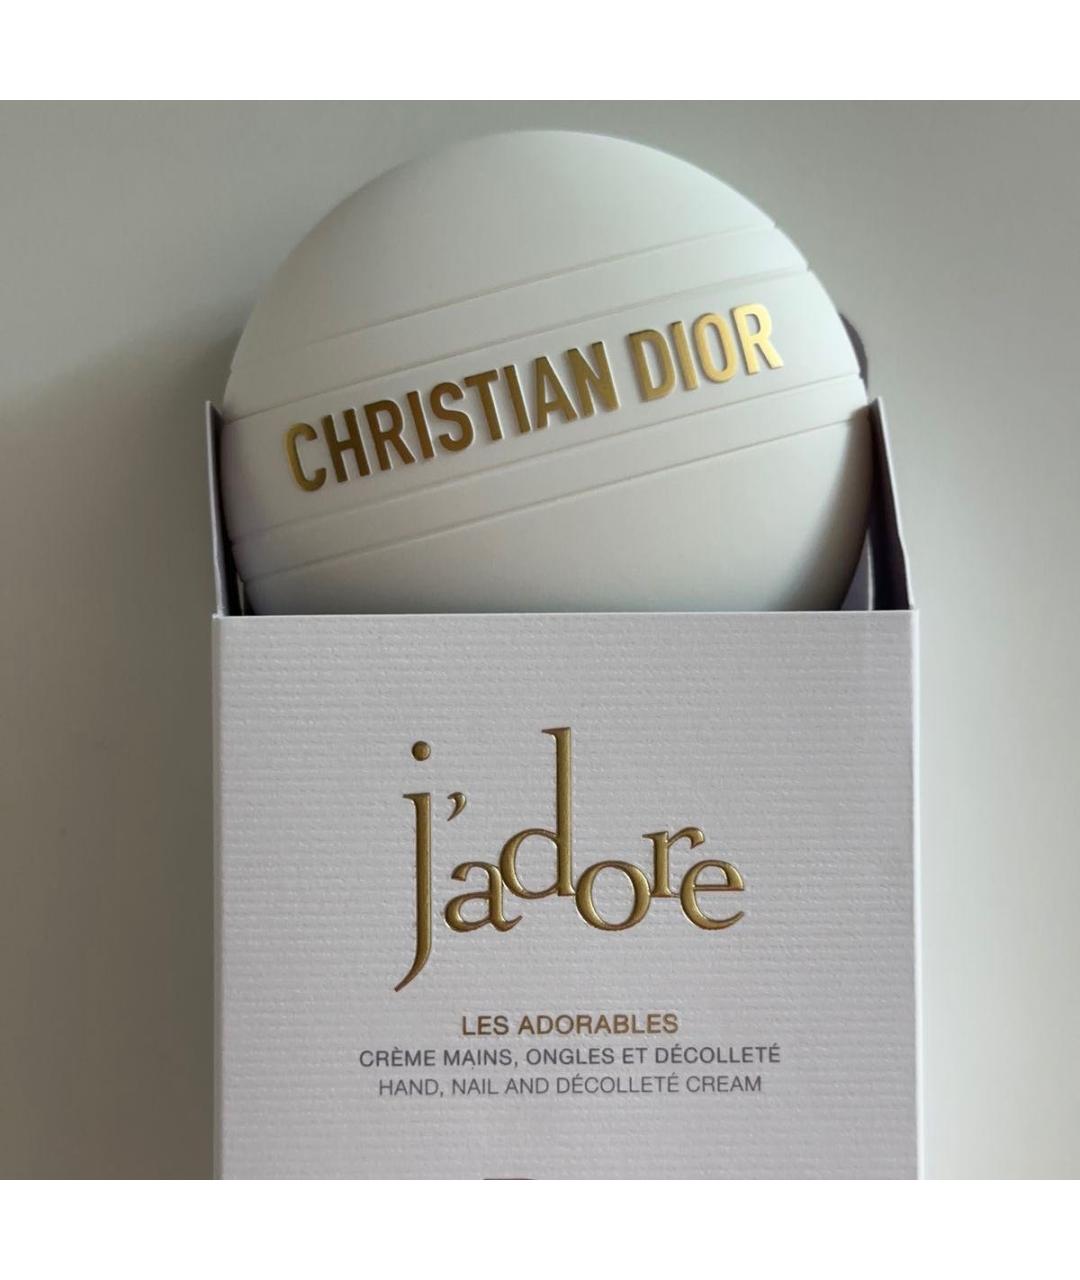 CHRISTIAN DIOR
j'adore
LES ADORABLES
CRÈME MAINS, ONGLES ET DÉCOLLETÉ
HAND, NAIL AND DÉCOLLETÉ CREAM